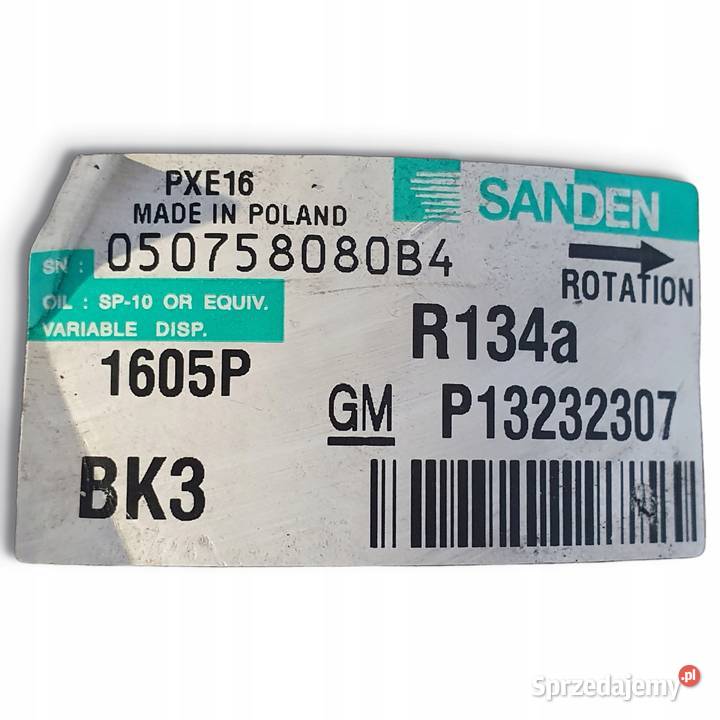 PXE16
MADE IN POLAND
SANDEN
SN : 050758080B4
ROTATION
OIL : SP-10 OR EQUIV.
VARIABLE DISP.
1605P
R134a
GM P13232307
BK3
Sprzedajemy.pl